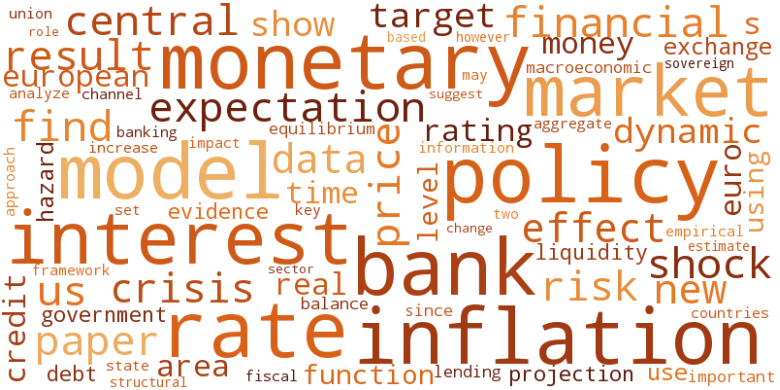 union central show target financial s
role based however
result monetary money exchange
european may macroeconomic sovereign
analyze channel suggest market
find expectation rating aggregate dynamic
banking equilibrium
increase impact information
approach hazard model data price level policy euro using
time
set evidence key two effect empirical
interest change liquidity estimate
framework sector bank shock
credit us crisis real risk new
government balance since countries
paper rate inflation
debt state area fiscal function lending projection use important
structural